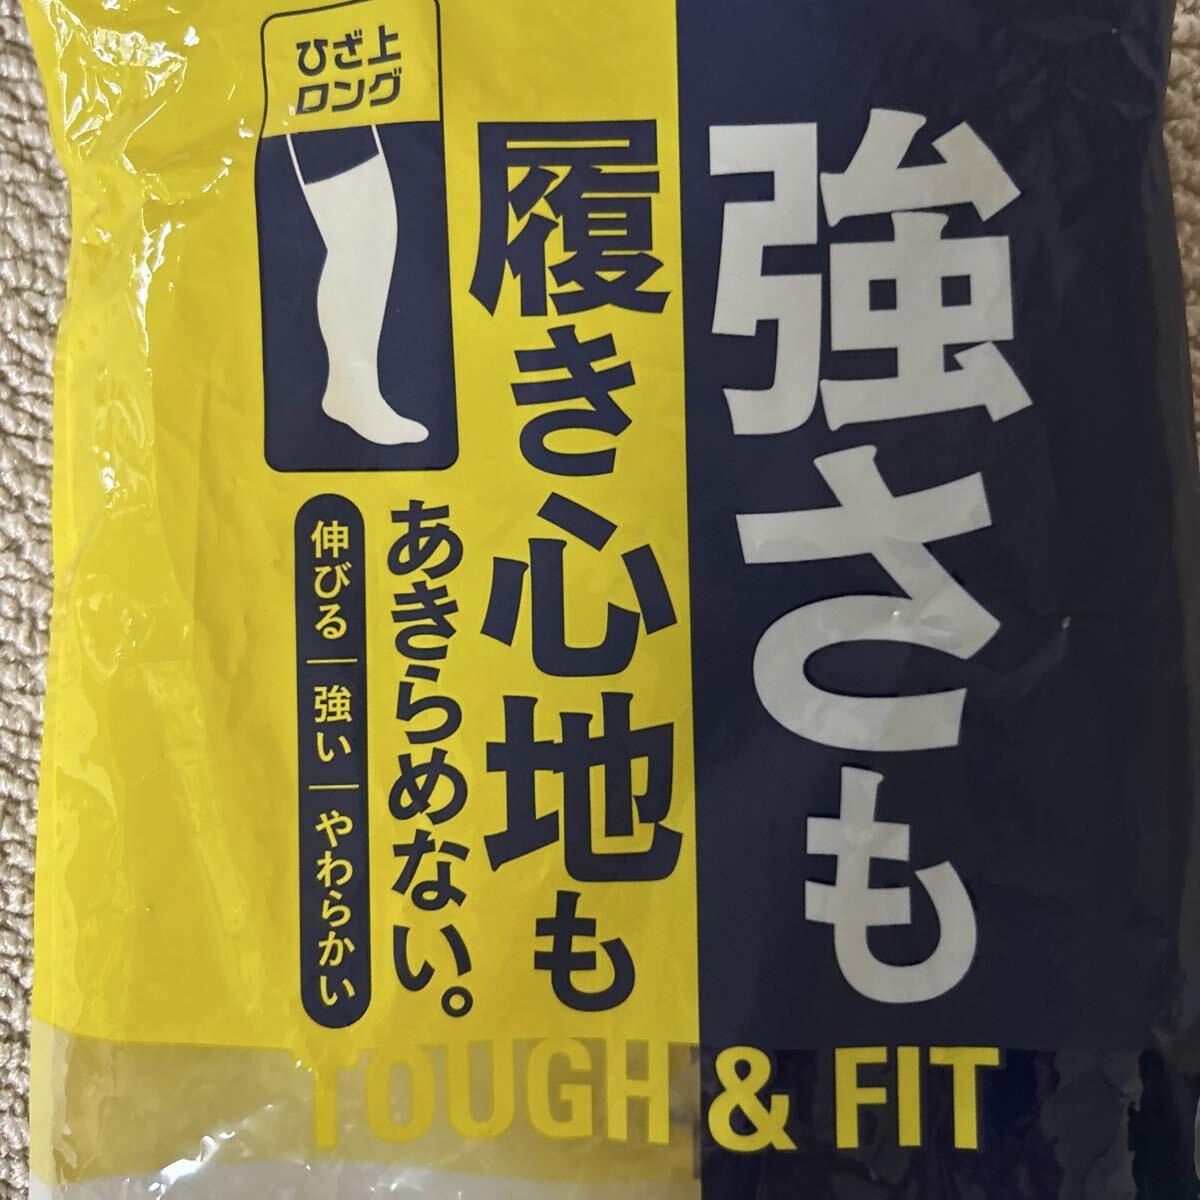 強さも
履き心地も
あきらめない。
ひざ上
ロング
伸びる｜強い｜やわらかい
TOUGH & FIT